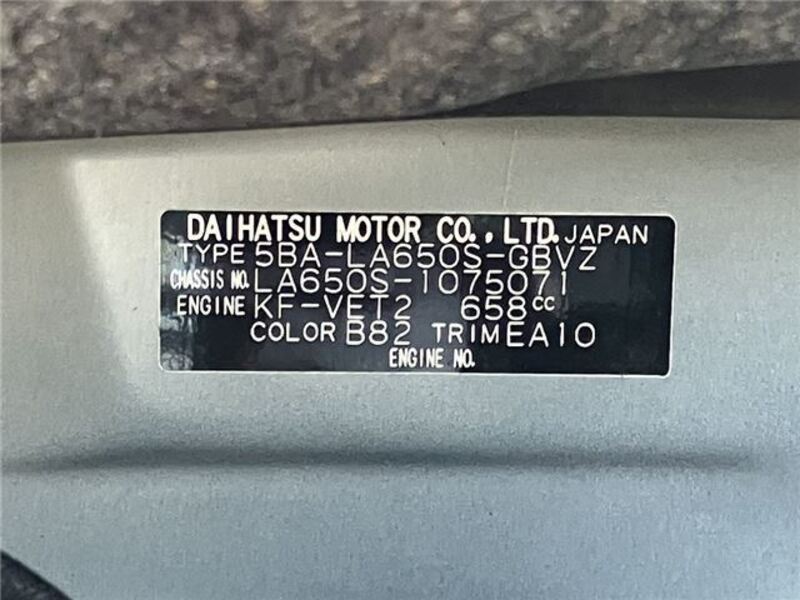 DAIHATSU MOTOR CO., LTD. JAPAN
TYPE 5BA-LA650S-GBVZ
CHASSIS NO. LA650S-1075071
ENGINE KF-VET2 658cc
COLOR B82 TRIM EA10
ENGINE NO.